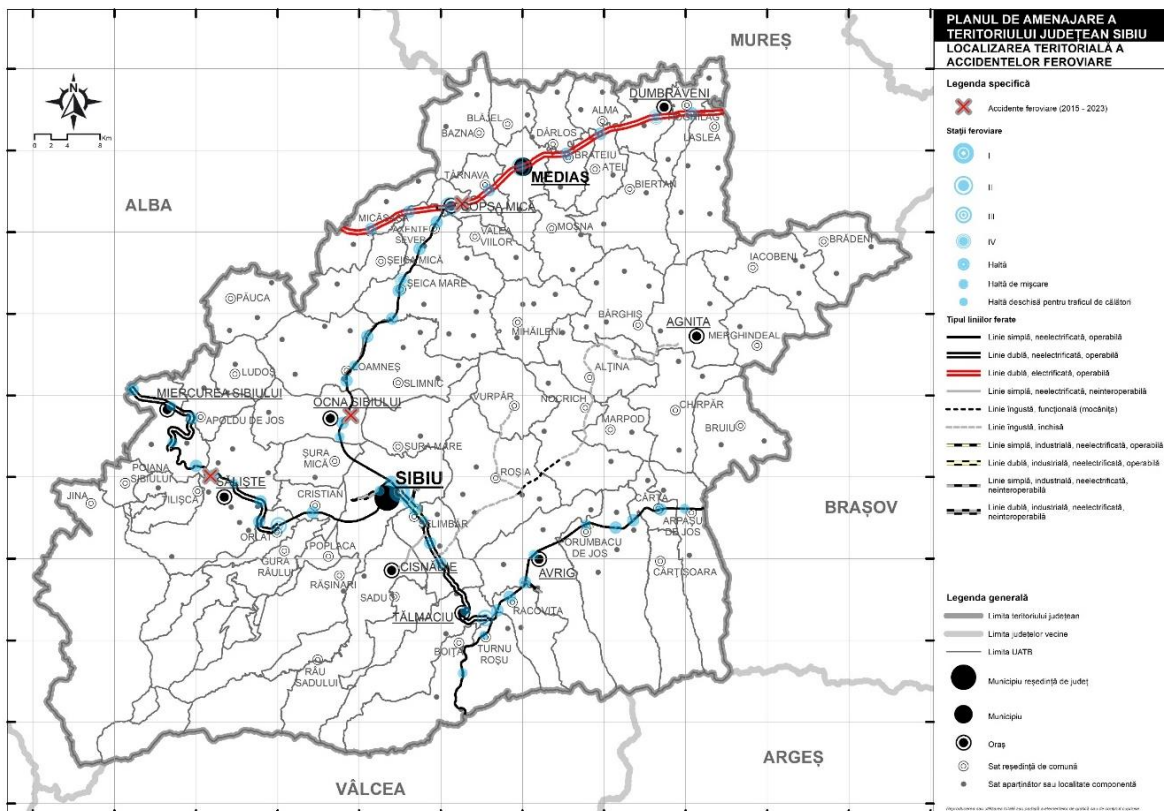 PLANUL DE AMENAJARE A
TERITORIULUI JUDEȚEAN SIBIU
LOCALIZAREA TERITORIALĂ A
ACCIDENTELOR FEROVIARE
Legenda specifică
Accidente feroviare (2015 - 2023)
Stații feroviare
I
II
III
IV
Haltă
Haltă de mișcare
Haltă deschisă pentru traficul de călători
Tipul liniilor ferate
Linie simplă, neelectrificată, operabilă
Linie dublă, neelectrificată, operabilă
Linie dublă, electrificată, operabilă
Linie simplă, neelectrificată, neinteroperabilă
Linie îngustă, funcțională (mocănița)
Linie îngustă, închisă
Linie simplă, industrială, neelectrificată, operabilă
Linie dublă, industrială, neelectrificată, operabilă
Linie simplă, industrială, neelectrificată,
neinteroperabilă
Linie dublă, industrială, neelectrificată,
neinteroperabilă
Legenda generală
Limita teritoriului județean
Limita județelor vecine
Limita UATB
Municipiu reședință de județ
Municipiu
Oraș
Sat reședință de comună
Sat aparținător sau localitate componentă
N
0 2 4 8
Km
MUREȘ
ALBA
BRAȘOV
ARGEȘ
VÂLCEA
DUMBRĂVENI
ALMA
BLĂJEL
BAZNA
DÂRLOS
LASLEA
BRATEIU
AȚEL
MEDIAȘ
TÂRNAVA
BIERTAN
COPȘA MICĂ
MOȘNA
VALEA
VIILOR
SEVER
BRĂDENI
IACOBENI
ȘEICA MICĂ
ȘEICA MARE
PĂUCA
MIHĂILENI
BÂRGHIȘ
AGNITA
MERGHINDEAL
LOAMNEȘ
LUDOȘ
SLIMNIC
ALȚINA
MIERCUREA SIBIULUI
OCNA SIBIULUI
VURPĂR
NOCRICH
CHIRPĂR
APOLDU DE JOS
MARPOD
BRUIU
ȘURA MARE
ȘURA
MICĂ
POIANA
SIBIULUI
SIBIU
ROȘIA
JINA
TILIȘCA
SĂLIȘTE
CRISTIAN
CÂRȚA
ARPAȘU
DE JOS
ORLAT
POPLACA
PORUMBACU
DE JOS
GURA
RÂULUI
CISNĂDIE
AVRIG
CÂRȚIȘOARA
RĂȘINARI
SADU
RACOVIȚA
TĂLMACIU
BOIȚA
TURNU
ROȘU
RÂU
SADULUI